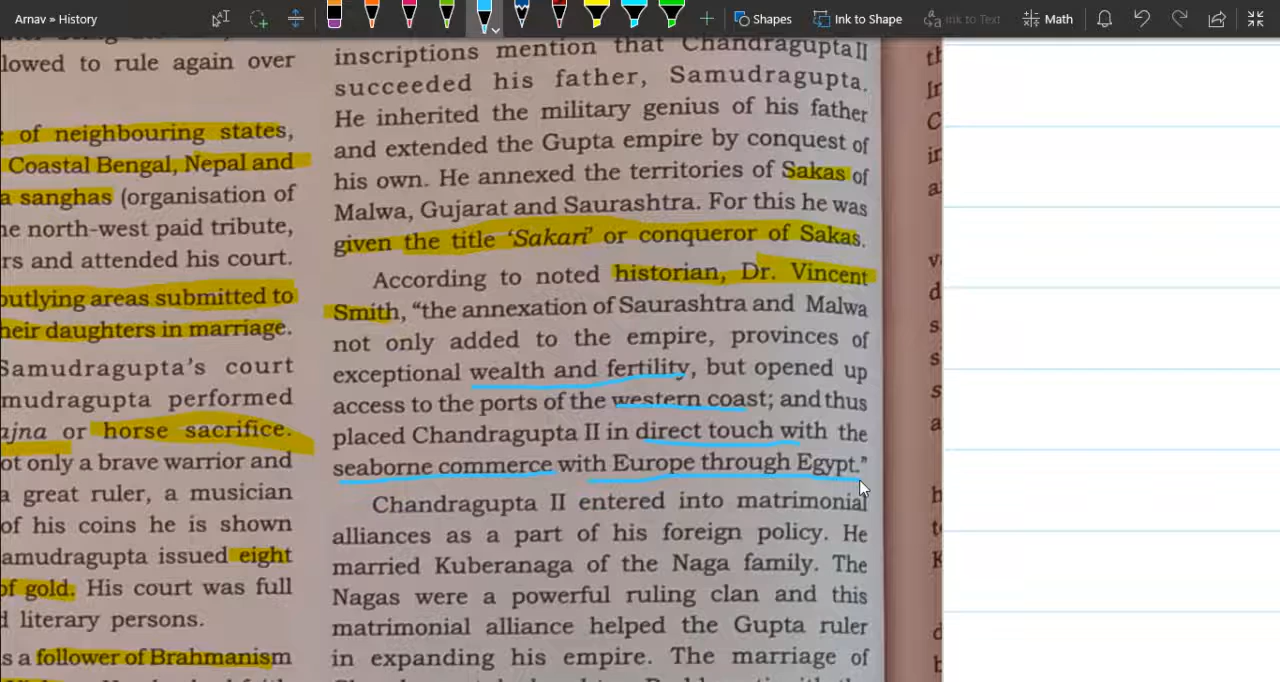 Arnav » History
Shapes
Ink to Shape
Ink to Text
Math
lowed to rule again over
of neighbouring states,
Coastal Bengal, Nepal and
a sanghas (organisation of
ne north-west paid tribute,
rs and attended his court.
outlying areas submitted to
heir daughters in marriage.
Samudragupta's court
mudragupta performed
ajna or horse sacrifice.
ot only a brave warrior and
a great ruler, a musician
of his coins he is shown
amudragupta issued eight
of gold. His court was full
d literary persons.
s a follower of Brahmanism
inscriptions mention that Chandragupta II
succeeded his father, Samudragupta.
He inherited the military genius of his father
and extended the Gupta empire by conquest of
his own. He annexed the territories of Sakas of
Malwa, Gujarat and Saurashtra. For this he was
given the title 'Sakari' or conqueror of Sakas.
According to noted historian, Dr. Vincent
Smith, "the annexation of Saurashtra and Malwa
not only added to the empire, provinces of
exceptional wealth and fertility, but opened up
access to the ports of the western coast; and thus
placed Chandragupta II in direct touch with the
seaborne commerce with Europe through Egypt."
Chandragupta II entered into matrimonial
alliances as a part of his foreign policy. He
married Kuberanaga of the Naga family. The
Nagas were a powerful ruling clan and this
matrimonial alliance helped the Gupta ruler
in expanding his empire. The marriage of